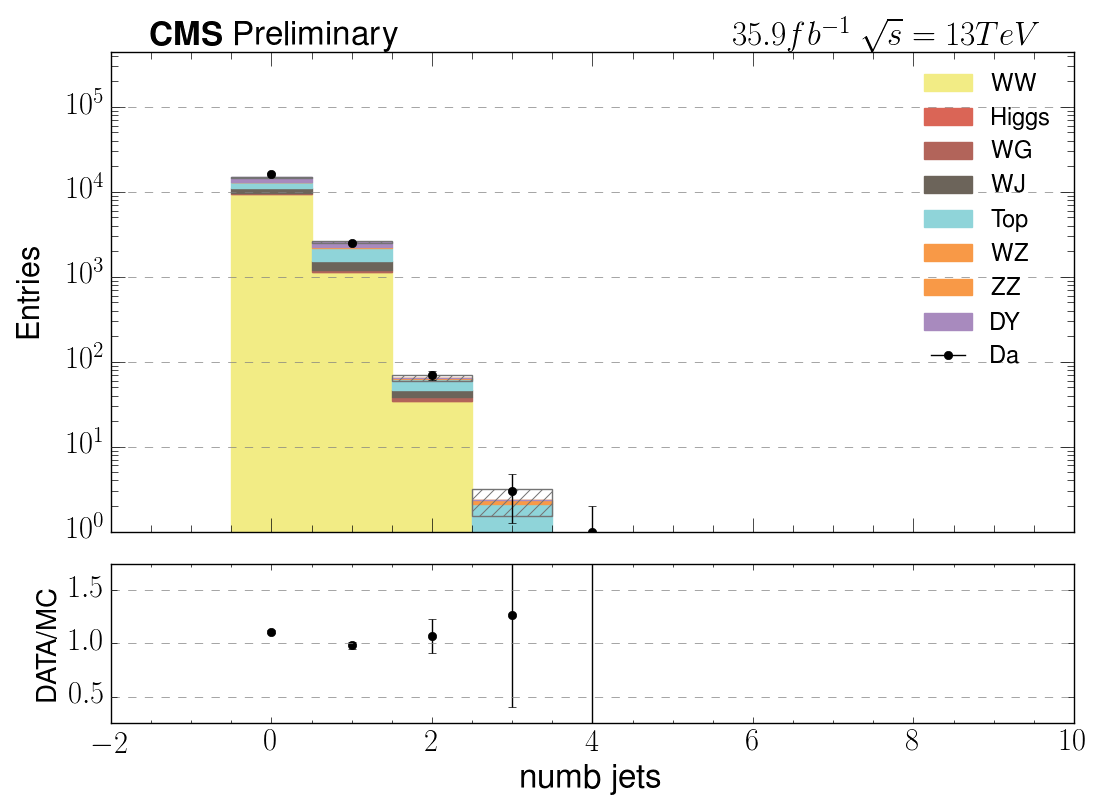 CMS Preliminary
35.9fb⁻¹ √s = 13TeV
Entries
10⁵
10⁴
10³
10²
10¹
10⁰
WW
Higgs
WG
WJ
Top
WZ
ZZ
DY
Da
DATA/MC
1.5
1.0
0.5
−2 0 2 4 6 8 10
numb jets